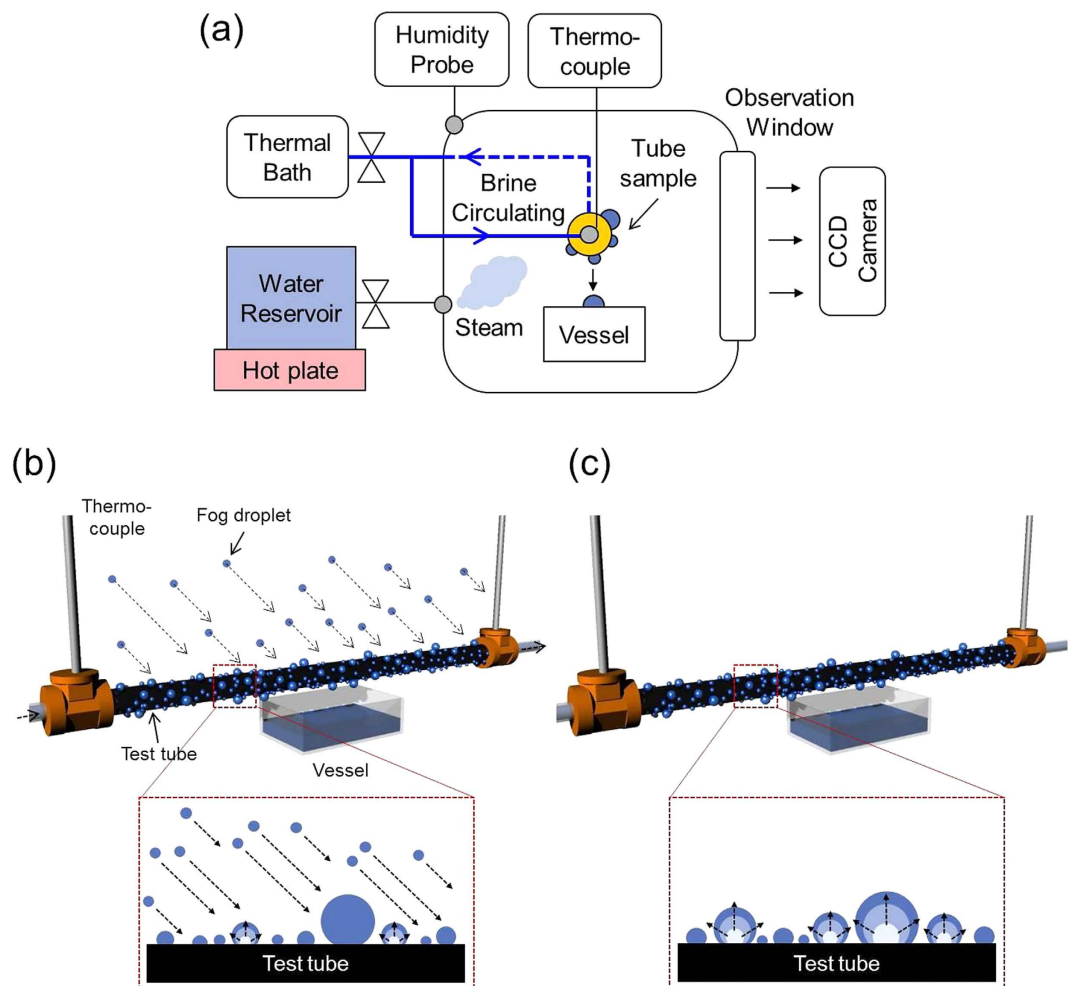 (a)
Humidity
Probe
Thermo-
couple
Observation
Window
Thermal
Bath
Tube
sample
Brine
Circulating
CCD
Camera
Water
Reservoir
Steam
Vessel
Hot plate
(b)
(c)
Thermo-
couple
Fog droplet
Test tube
Vessel
Test tube
Test tube